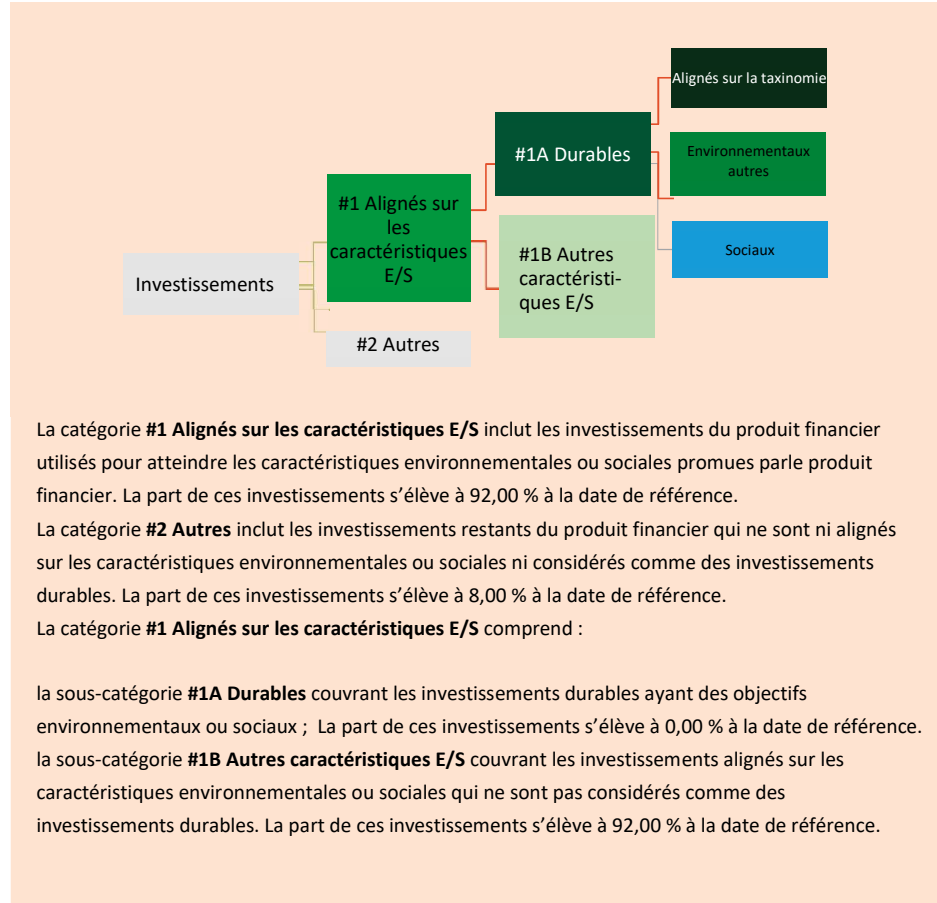 Alignés sur la taxinomie
#1A Durables
Environnementaux
autres
#1 Alignés sur
les
caractéristiques
E/S
Sociaux
#1B Autres
caractéristi-
ques E/S
Investissements
#2 Autres
La catégorie #1 Alignés sur les caractéristiques E/S inclut les investissements du produit financier
utilisés pour atteindre les caractéristiques environnementales ou sociales promues parle produit
financier. La part de ces investissements s’élève à 92,00 % à la date de référence.
La catégorie #2 Autres inclut les investissements restants du produit financier qui ne sont ni alignés
sur les caractéristiques environnementales ou sociales ni considérés comme des investissements
durables. La part de ces investissements s’élève à 8,00 % à la date de référence.
La catégorie #1 Alignés sur les caractéristiques E/S comprend :
la sous-catégorie #1A Durables couvrant les investissements durables ayant des objectifs
environnementaux ou sociaux ; La part de ces investissements s’élève à 0,00 % à la date de référence.
la sous-catégorie #1B Autres caractéristiques E/S couvrant les investissements alignés sur les
caractéristiques environnementales ou sociales qui ne sont pas considérés comme des
investissements durables. La part de ces investissements s’élève à 92,00 % à la date de référence.